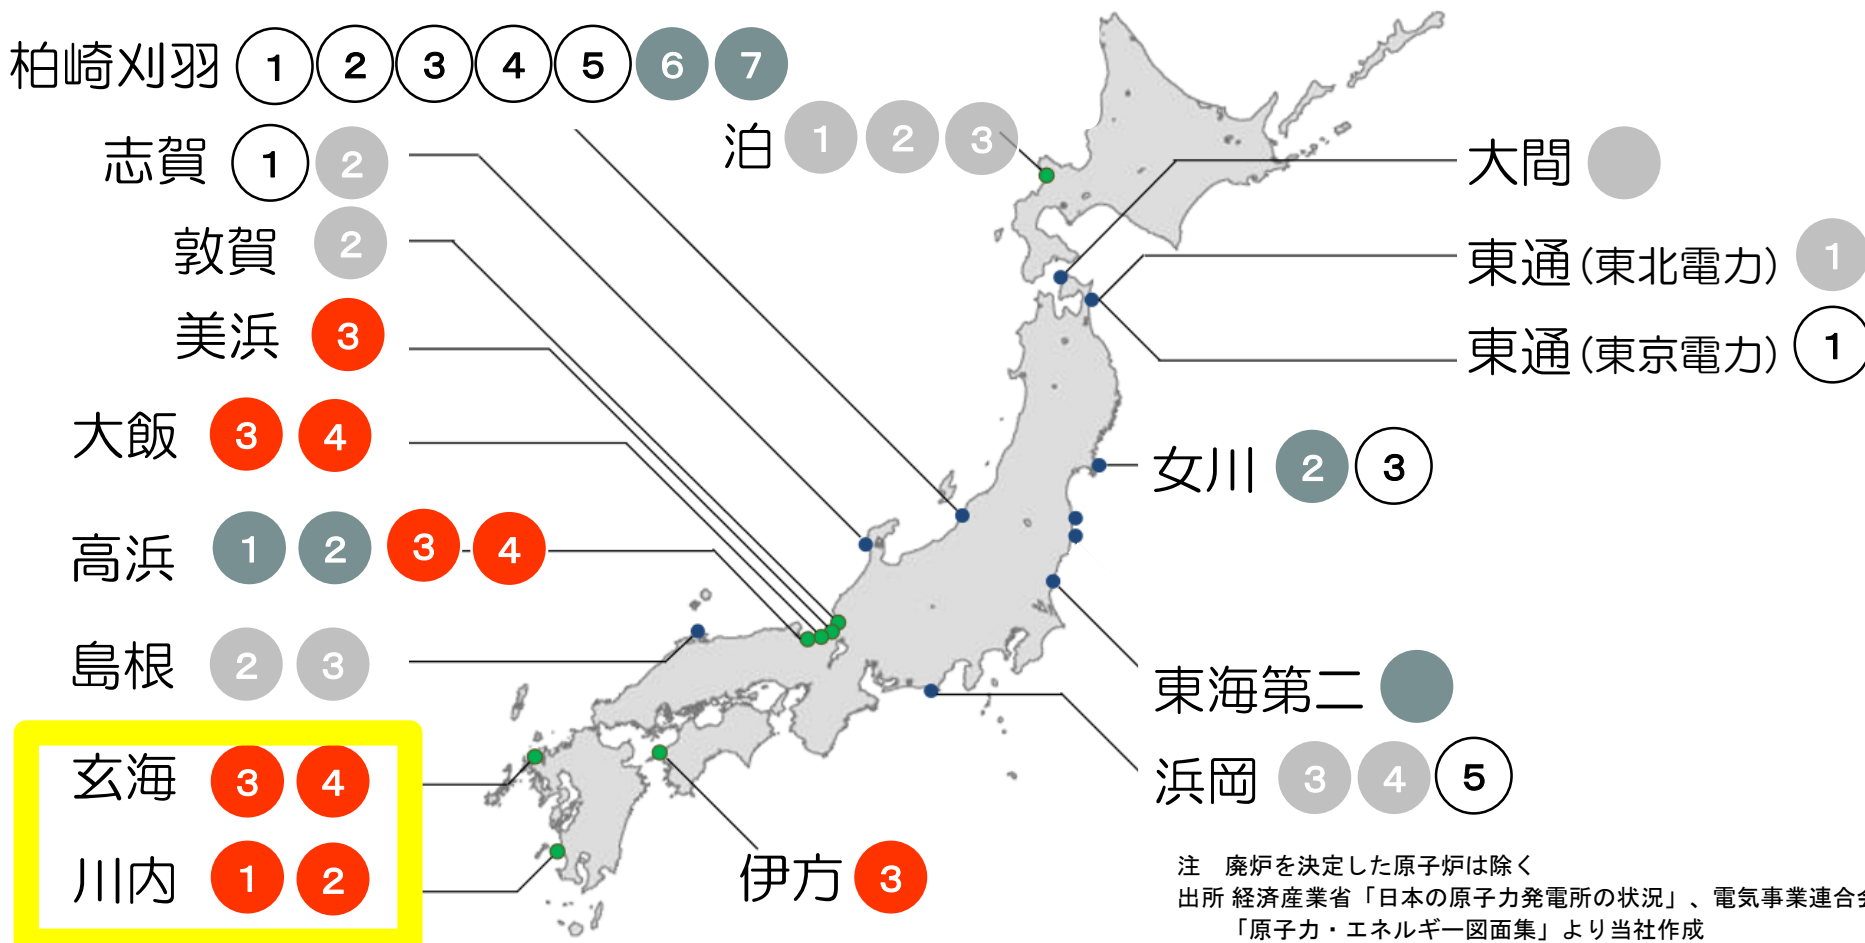 柏崎刈羽 1 2 3 4 5 6 7
志賀 1 2
敦賀 2
美浜 3
大飯 3 4
高浜 1 2 3 4
島根 2 3
玄海 3 4
川内 1 2
泊 1 2 3
大間
東通(東北電力) 1
東通(東京電力) 1
女川 2 3
東海第二
浜岡 3 4 5
伊方 3
注　廃炉を決定した原子炉は除く
出所 経済産業省「日本の原子力発電所の状況」、電気事業連合会
「原子力・エネルギー図面集」より当社作成